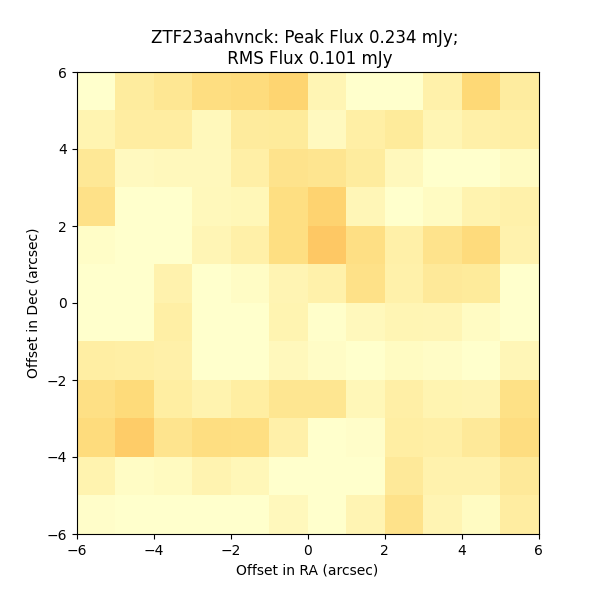 ZTF23aahvnck: Peak Flux 0.234 mJy;
RMS Flux 0.101 mJy
6
4
2
0
−2
−4
−6
Offset in Dec (arcsec)
−6 −4 −2 0 2 4 6
Offset in RA (arcsec)